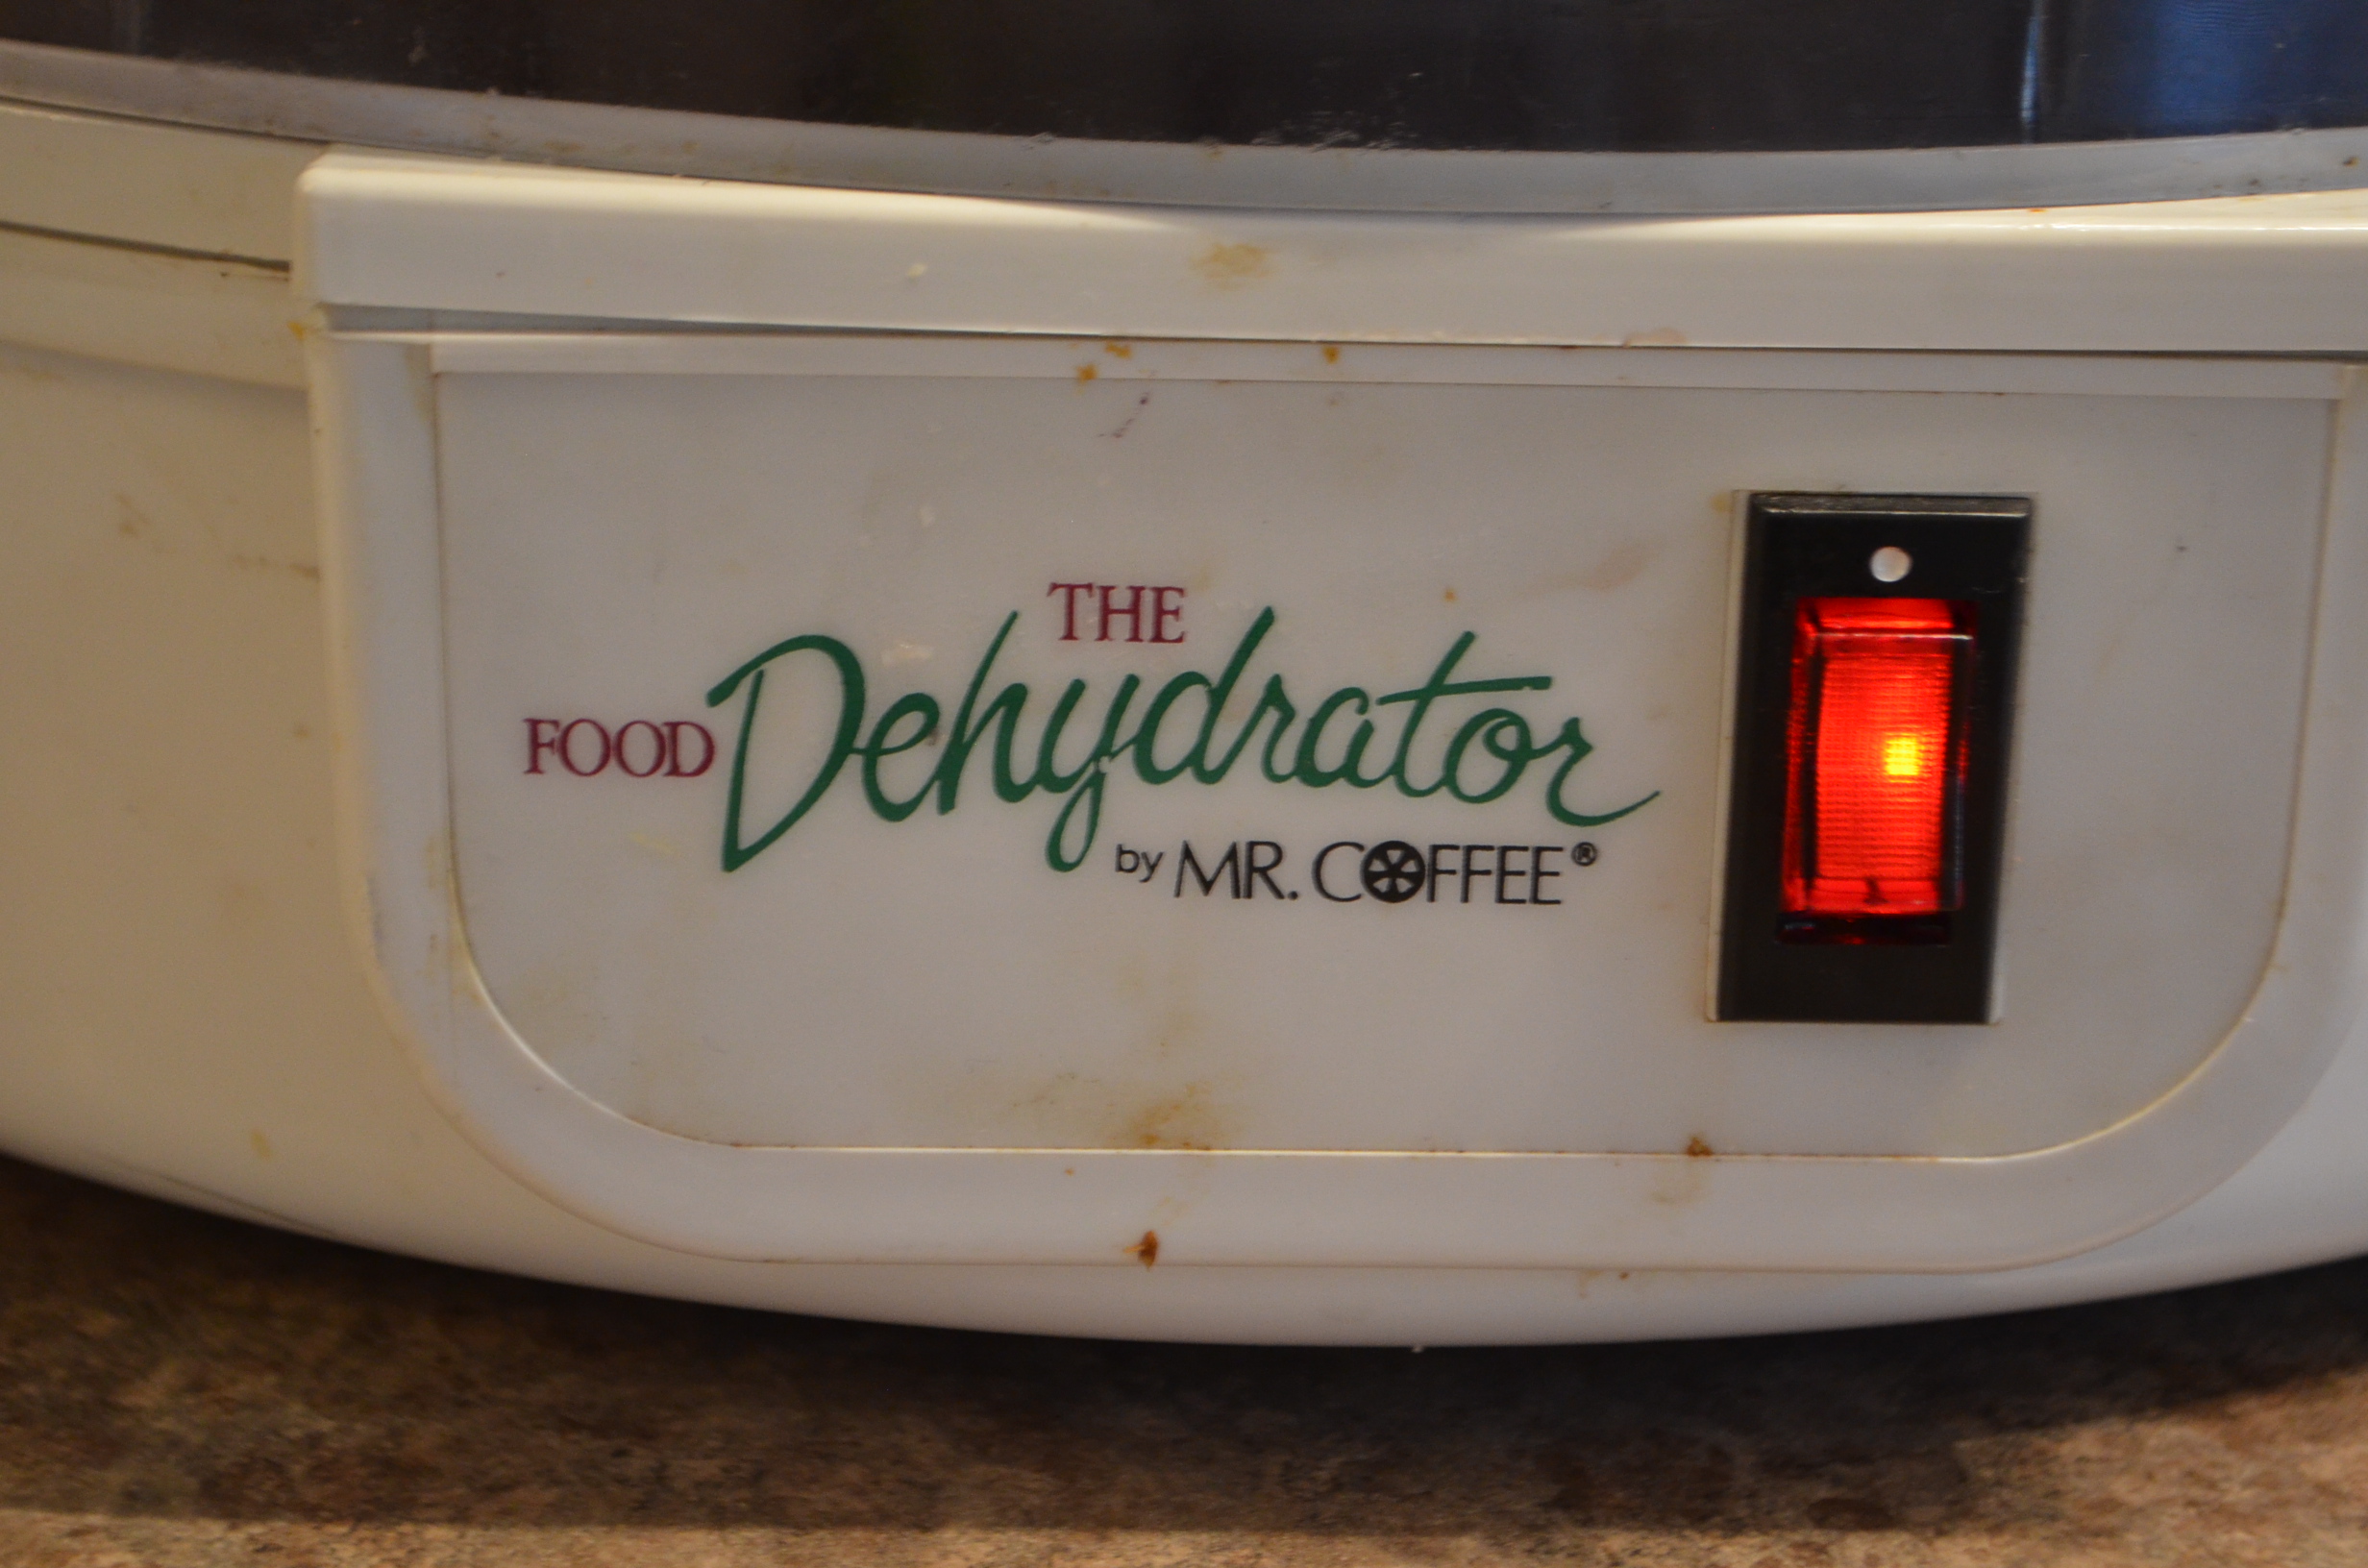 THE
FOOD Dehydrator
by MR. COFFEE®